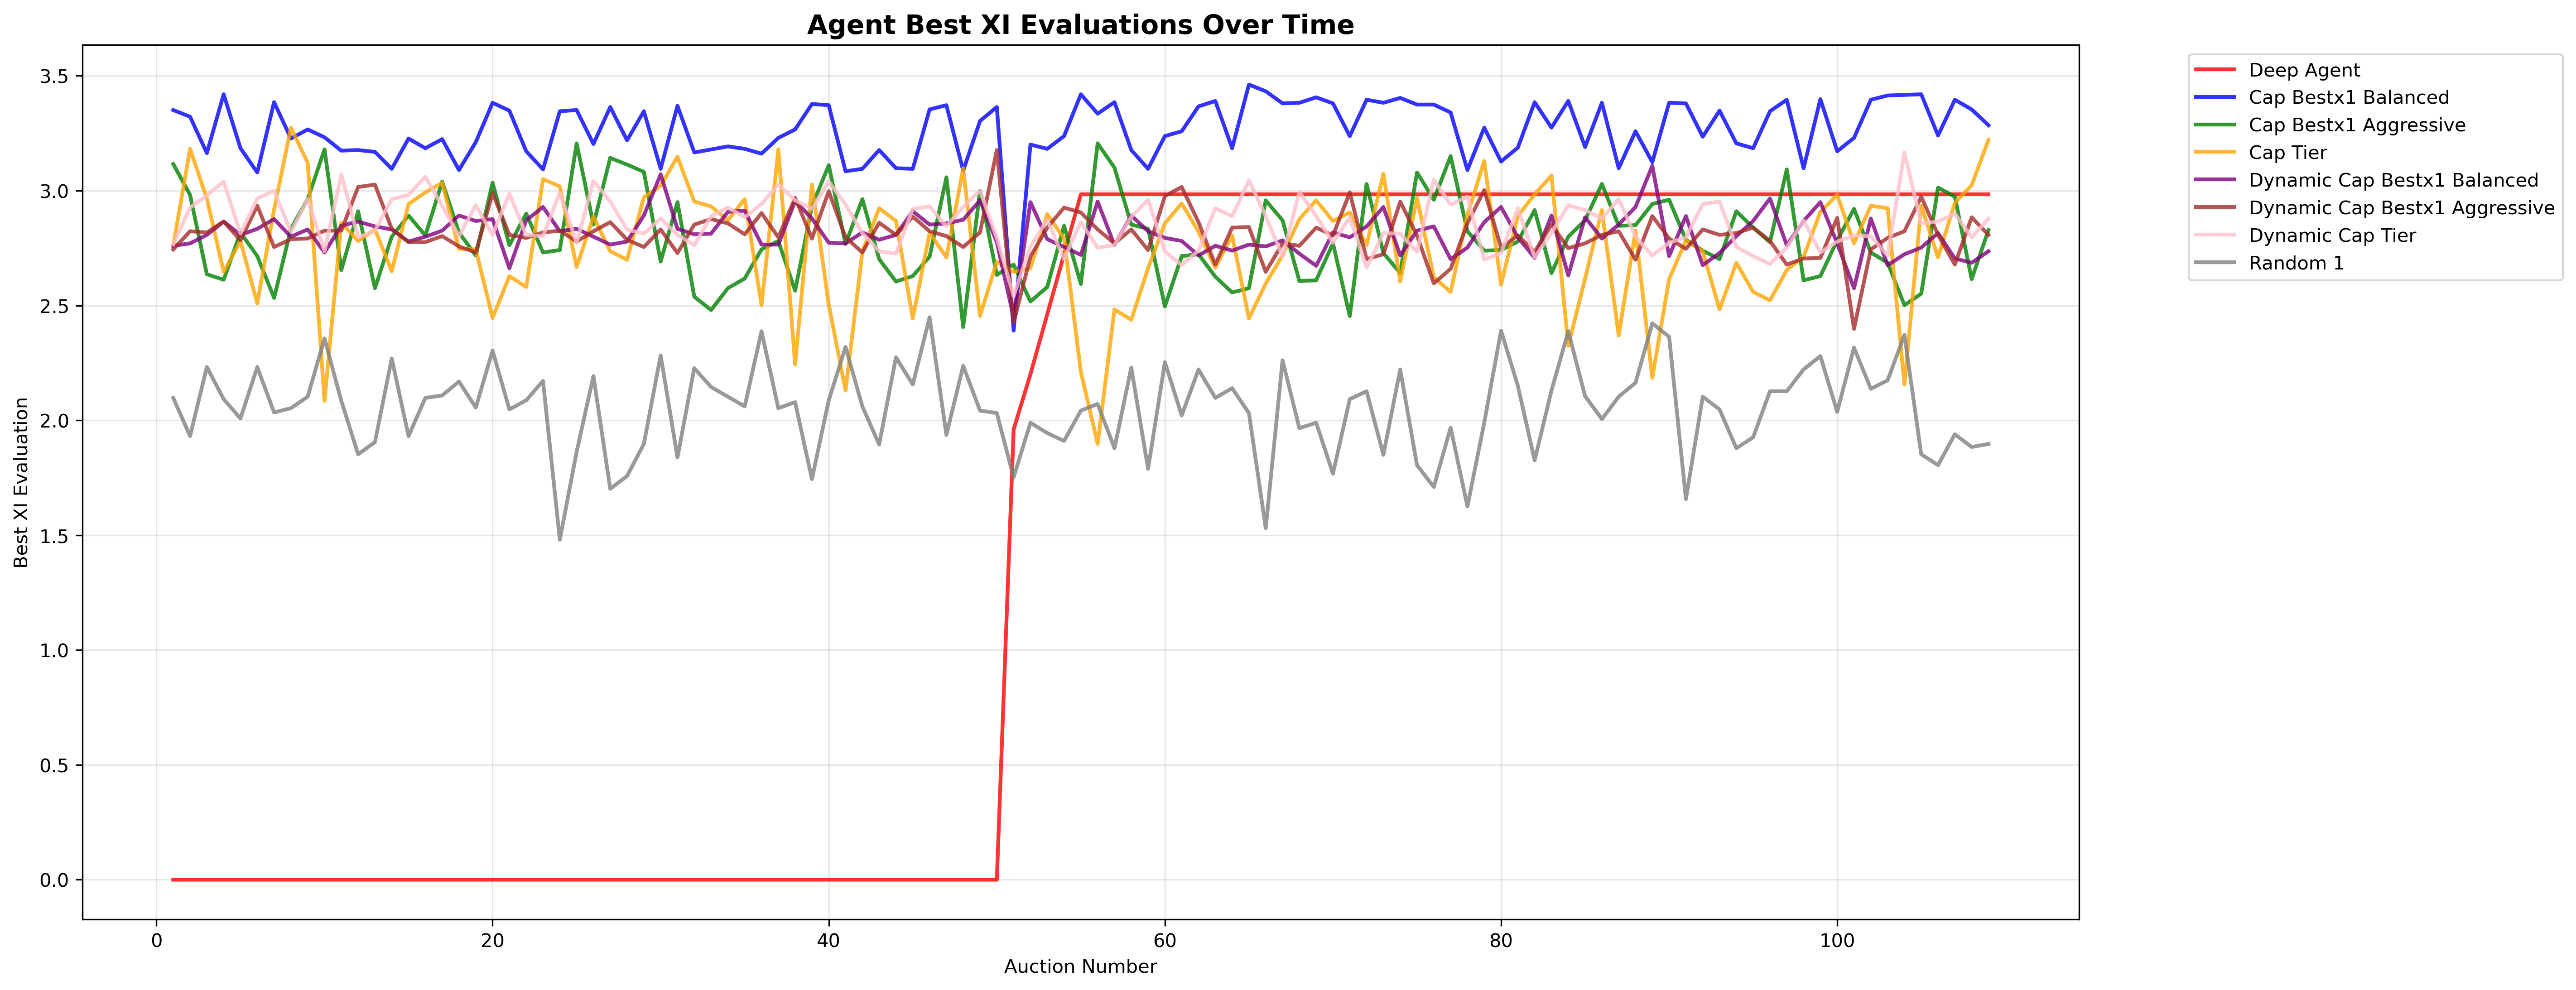 Agent Best XI Evaluations Over Time
3.5
3.0
2.5
2.0
1.5
1.0
0.5
0.0
Best XI Evaluation
0 20 40 60 80 100
Auction Number
Deep Agent
Cap Bestx1 Balanced
Cap Bestx1 Aggressive
Cap Tier
Dynamic Cap Bestx1 Balanced
Dynamic Cap Bestx1 Aggressive
Dynamic Cap Tier
Random 1